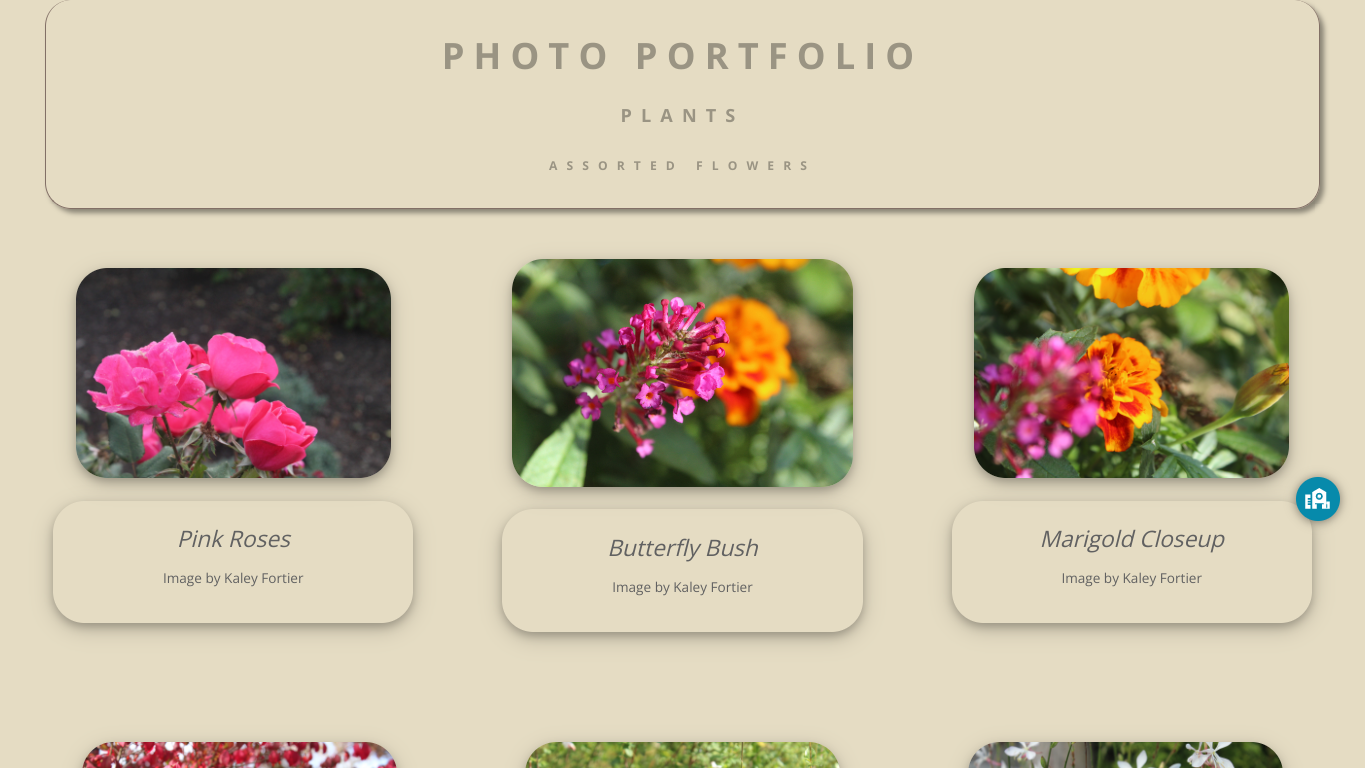 PHOTO PORTFOLIO
PLANTS
ASSORTED FLOWERS
Pink Roses
Image by Kaley Fortier
Butterfly Bush
Image by Kaley Fortier
Marigold Closeup
Image by Kaley Fortier